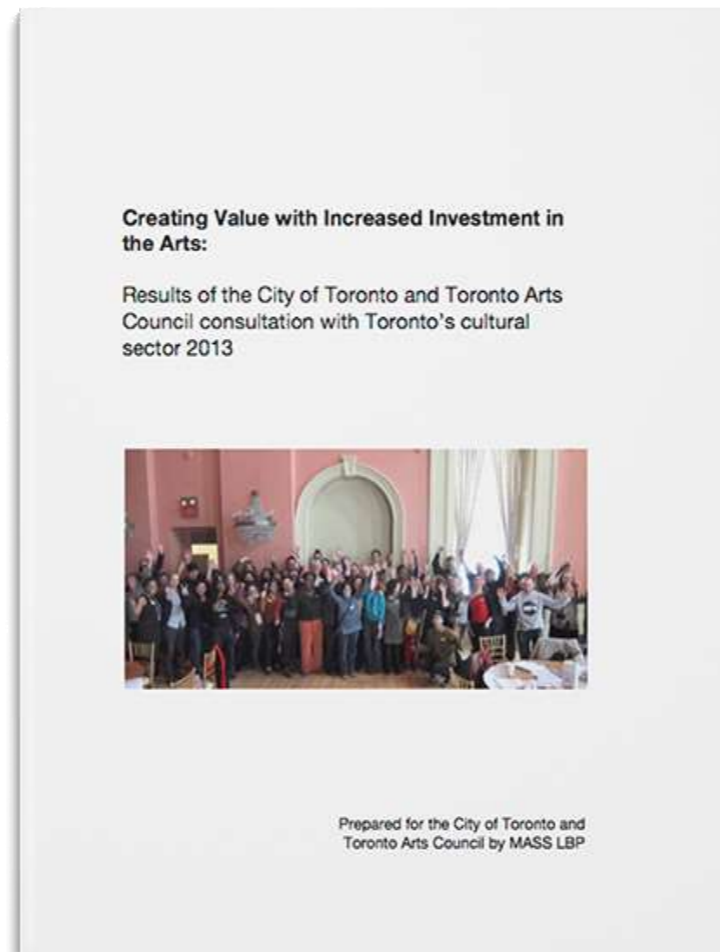 Creating Value with Increased Investment in
the Arts:
Results of the City of Toronto and Toronto Arts
Council consultation with Toronto's cultural
sector 2013
Prepared for the City of Toronto and
Toronto Arts Council by MASS LBP